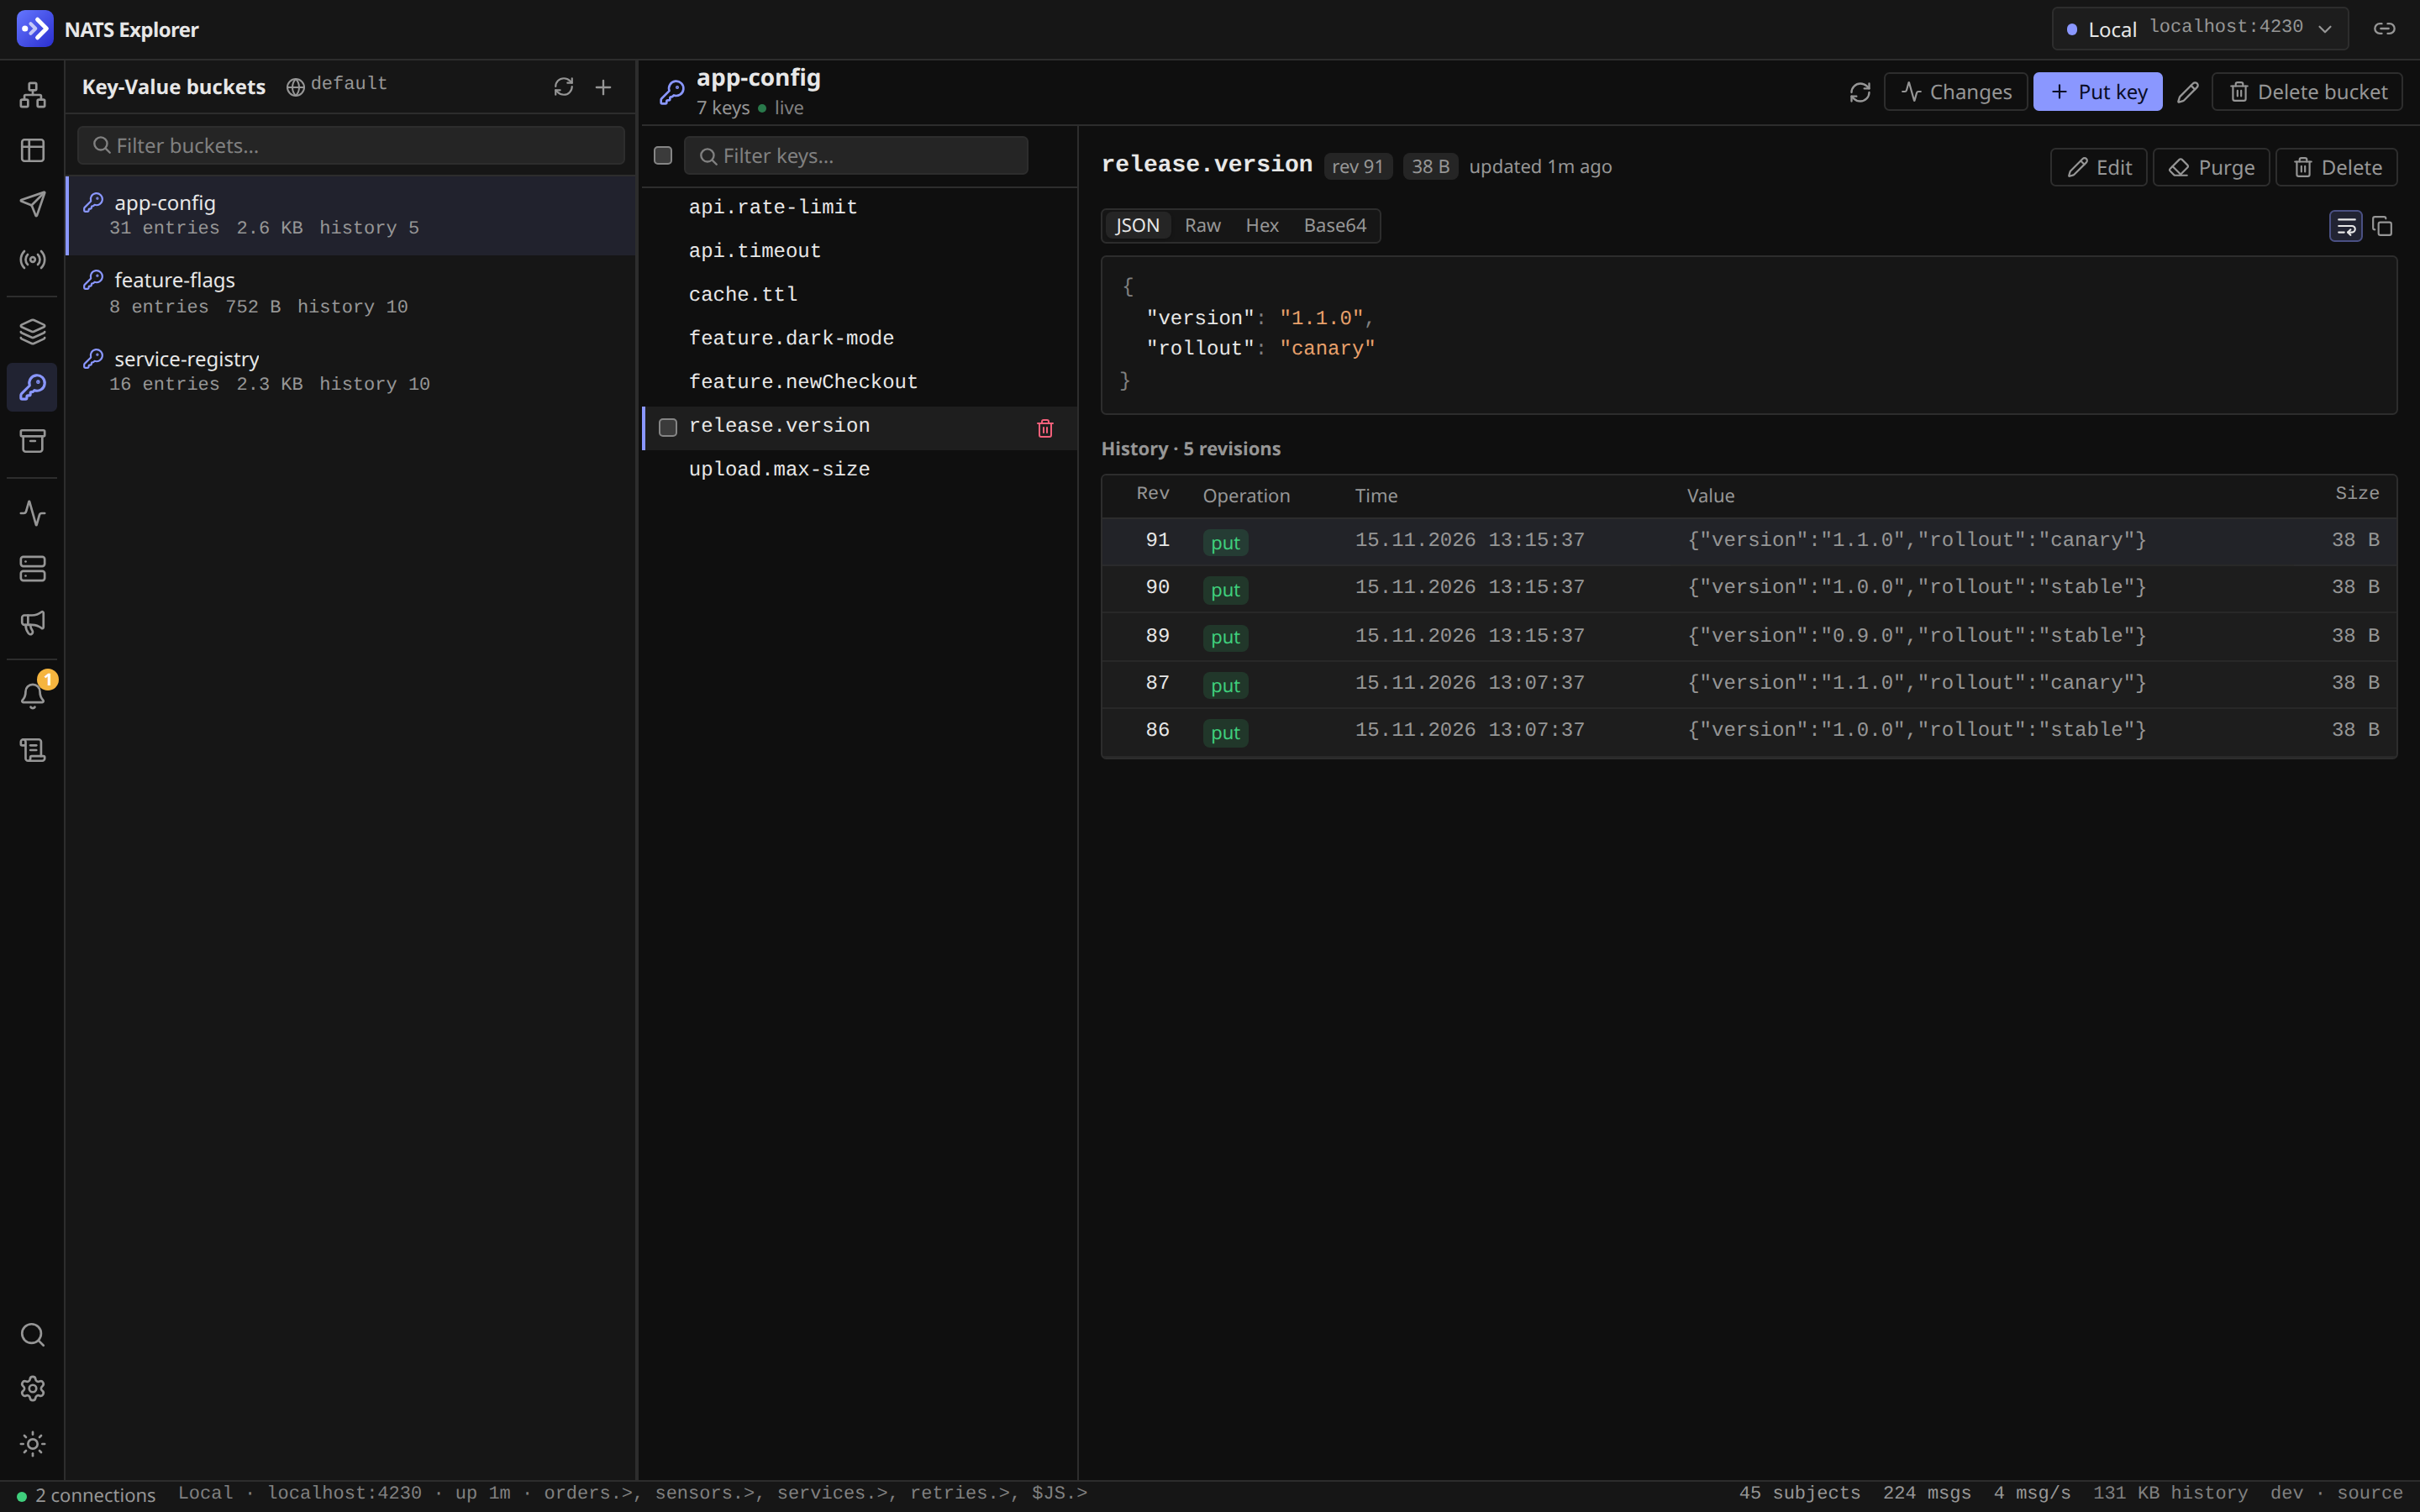 NATS Explorer
Local localhost:4230
Key-Value buckets default
Filter buckets...
app-config
31 entries 2.6 KB history 5
feature-flags
8 entries 752 B history 10
service-registry
16 entries 2.3 KB history 10
1
app-config
7 keys live
Changes
Put key
Delete bucket
Filter keys...
api.rate-limit
api.timeout
cache.ttl
feature.dark-mode
feature.newCheckout
release.version
upload.max-size
release.version rev 91 38 B updated 1m ago
Edit
Purge
Delete
JSON Raw Hex Base64
{
"version": "1.1.0",
"rollout": "canary"
}
History · 5 revisions
Rev Operation Time Value Size
91 put 15.11.2026 13:15:37 {"version":"1.1.0","rollout":"canary"} 38 B
90 put 15.11.2026 13:15:37 {"version":"1.0.0","rollout":"stable"} 38 B
89 put 15.11.2026 13:15:37 {"version":"0.9.0","rollout":"stable"} 38 B
87 put 15.11.2026 13:07:37 {"version":"1.1.0","rollout":"canary"} 38 B
86 put 15.11.2026 13:07:37 {"version":"1.0.0","rollout":"stable"} 38 B
2 connections Local · localhost:4230 · up 1m · orders.>, sensors.>, services.>, retries.>, $JS.>
45 subjects 224 msgs 4 msg/s 131 KB history dev · source